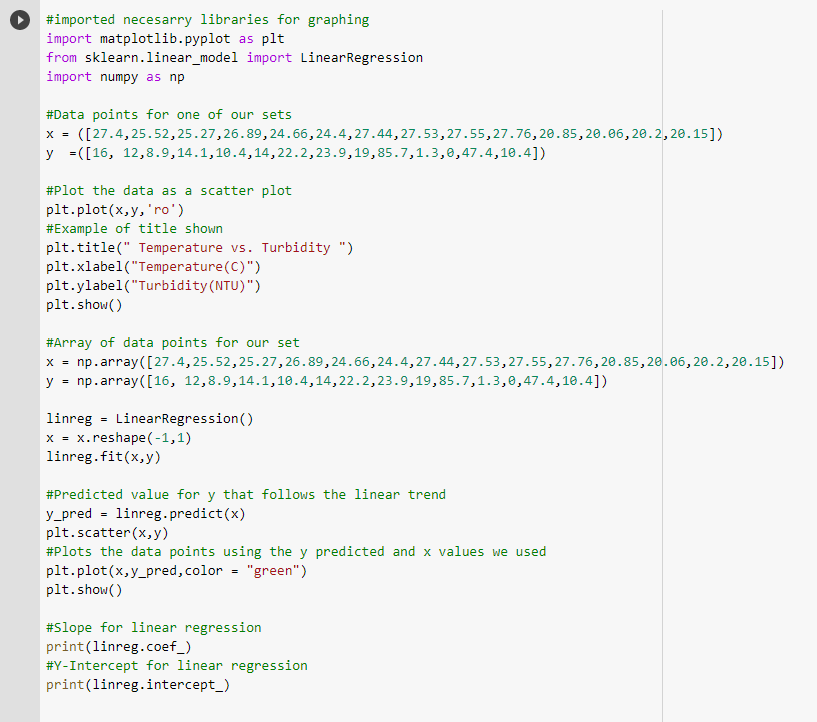 #imported necesarry libraries for graphing
import matplotlib.pyplot as plt
from sklearn.linear_model import LinearRegression
import numpy as np
#Data points for one of our sets
x = ([27.4,25.52,25.27,26.89,24.66,24.4,27.44,27.53,27.55,27.76,20.85,20.06,20.2,20.15])
y  =([16, 12,8.9,14.1,10.4,14,22.2,23.9,19,85.7,1.3,0,47.4,10.4])
#Plot the data as a scatter plot
plt.plot(x,y,'ro')
#Example of title shown
plt.title(" Temperature vs. Turbidity ")
plt.xlabel("Temperature(C)")
plt.ylabel("Turbidity(NTU)")
plt.show()
#Array of data points for our set
x = np.array([27.4,25.52,25.27,26.89,24.66,24.4,27.44,27.53,27.55,27.76,20.85,20.06,20.2,20.15])
y = np.array([16, 12,8.9,14.1,10.4,14,22.2,23.9,19,85.7,1.3,0,47.4,10.4])
linreg = LinearRegression()
x = x.reshape(-1,1)
linreg.fit(x,y)
#Predicted value for y that follows the linear trend
y_pred = linreg.predict(x)
plt.scatter(x,y)
#Plots the data points using the y predicted and x values we used
plt.plot(x,y_pred,color = "green")
plt.show()
#Slope for linear regression
print(linreg.coef_)
#Y-Intercept for linear regression
print(linreg.intercept_)